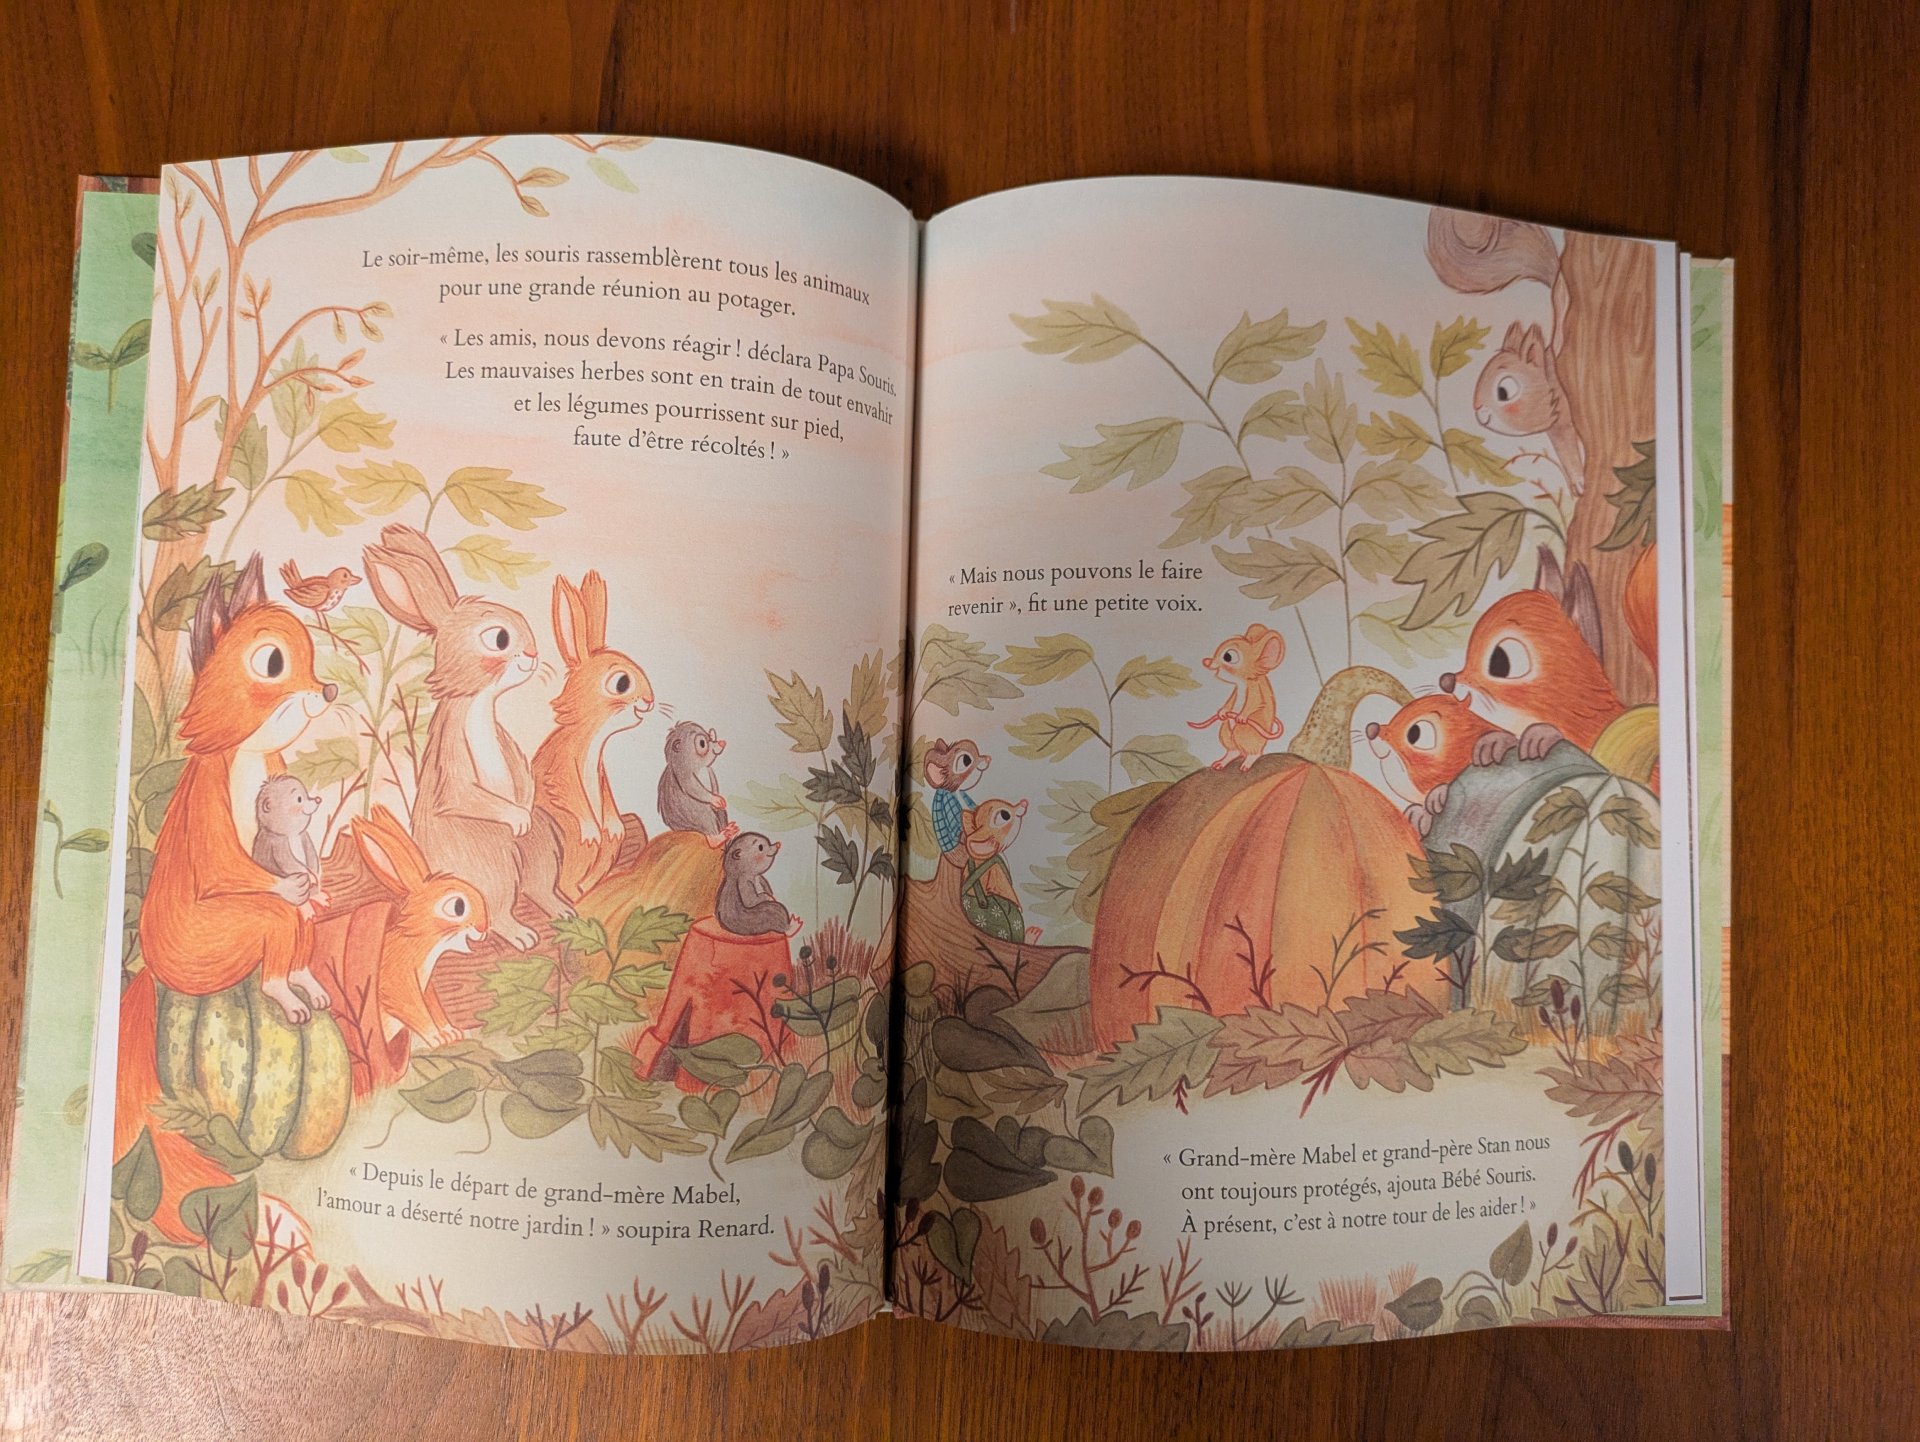 Le soir-même, les souris rassemblèrent tous les animaux
pour une grande réunion au potager.
« Les amis, nous devons réagir ! déclara Papa Souris.
Les mauvaises herbes sont en train de tout envahir
et les légumes pourrissent sur pied,
faute d'être récoltés ! »
« Depuis le départ de grand-mère Mabel,
l'amour a déserté notre jardin ! » soupira Renard.
« Mais nous pouvons le faire
revenir », fit une petite voix.
« Grand-mère Mabel et grand-père Stan nous
ont toujours protégés, ajouta Bébé Souris.
À présent, c'est à notre tour de les aider ! »